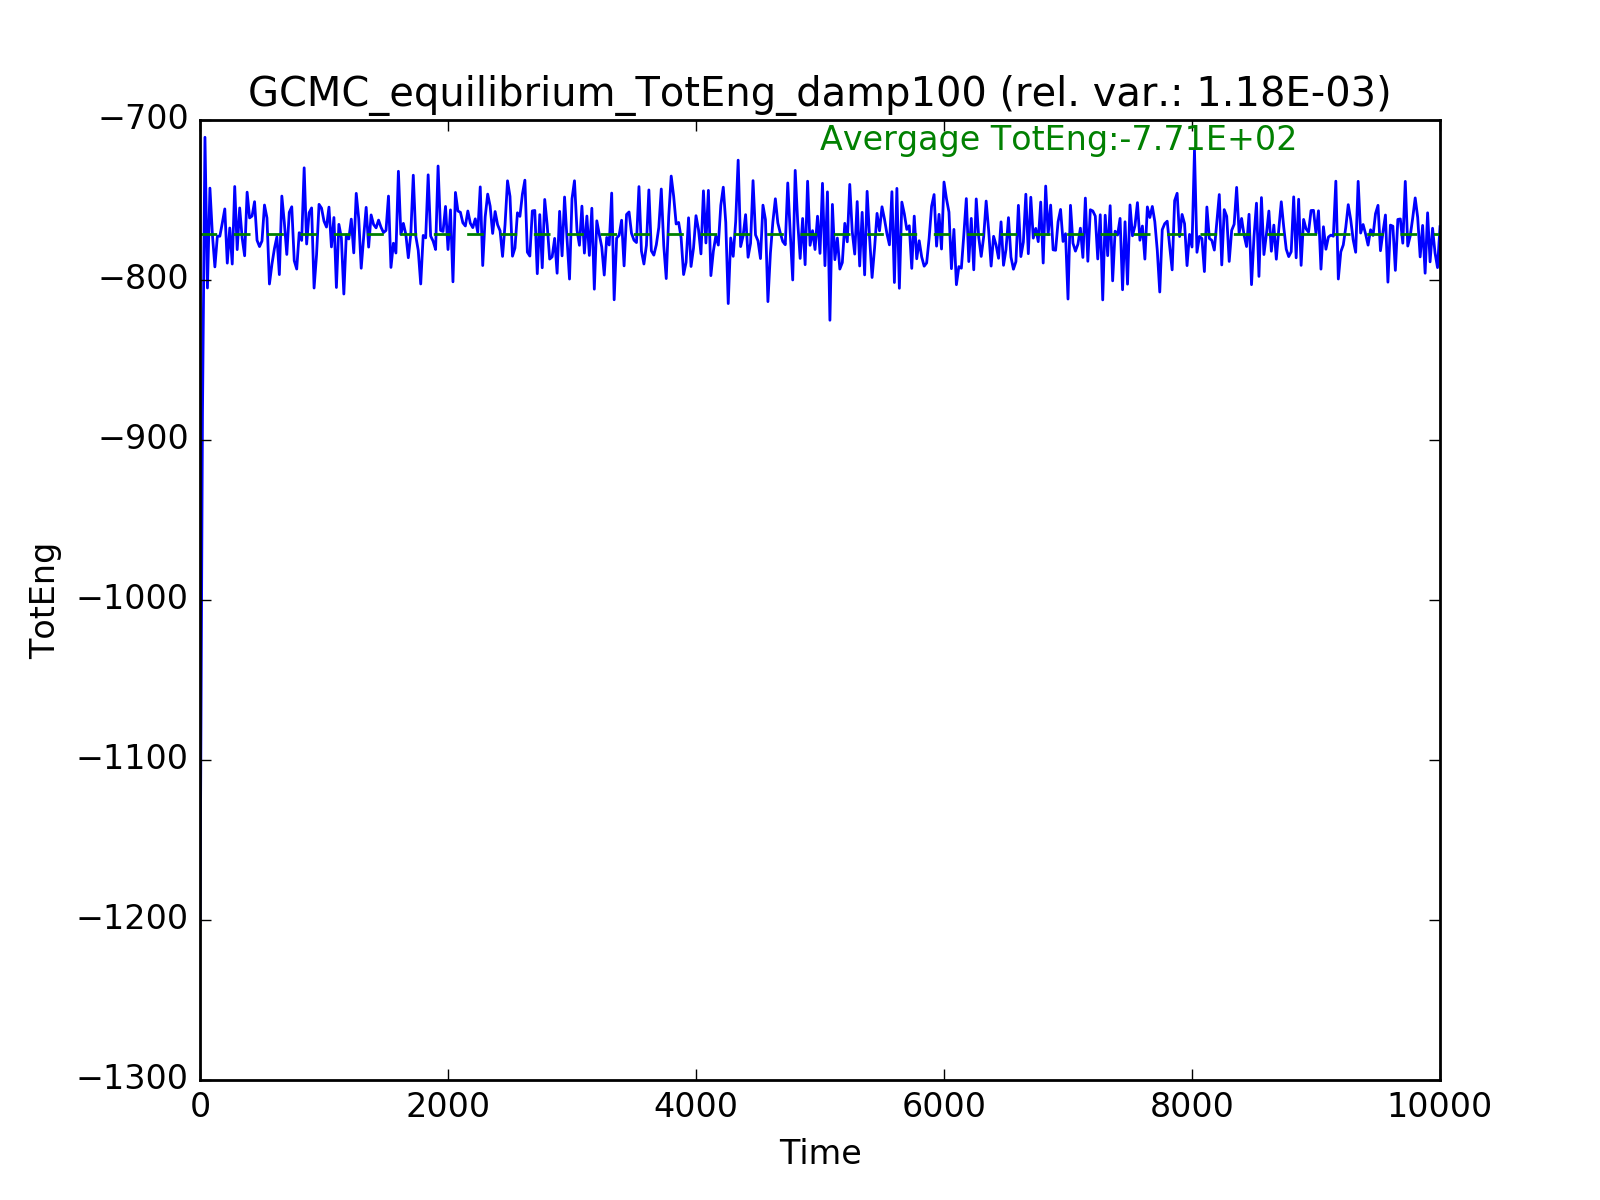 GCMC_equilibrium_TotEng_damp100 (rel. var.: 1.18E-03)
Avergage TotEng:-7.71E+02
−700
−800
−900
−1000
−1100
−1200
−1300
TotEng
0 2000 4000 6000 8000 10000
Time